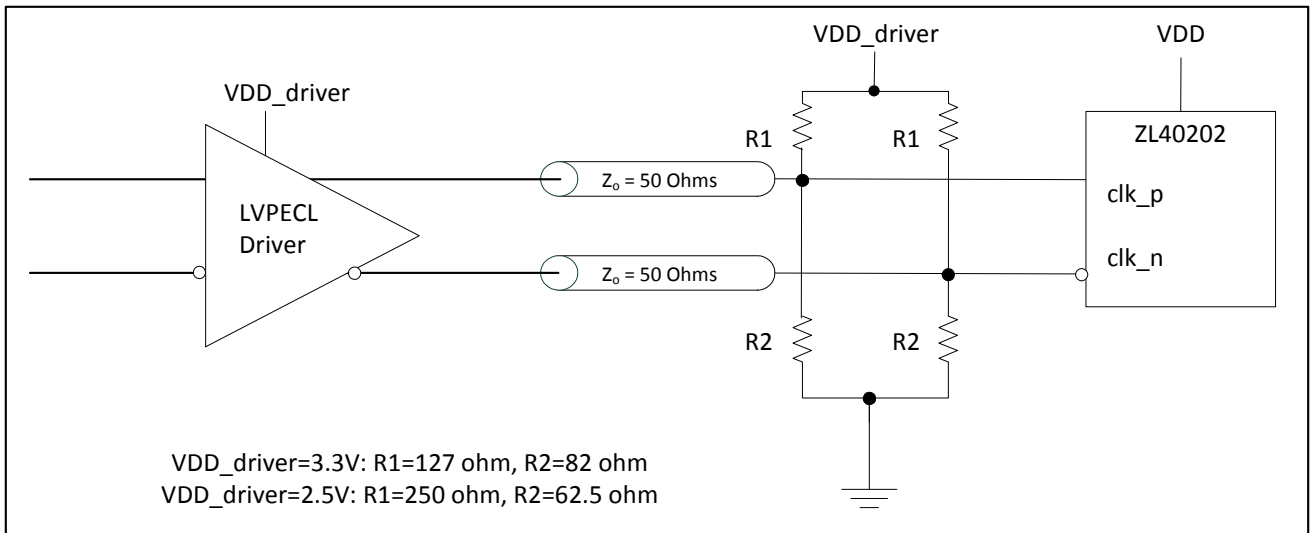 VDD_driver
VDD
VDD_driver
ZL40202
R1
R1
Zo = 50 Ohms
clk_p
LVPECL
Driver
clk_n
Zo = 50 Ohms
R2
R2
VDD_driver=3.3V: R1=127 ohm, R2=82 ohm
VDD_driver=2.5V: R1=250 ohm, R2=62.5 ohm